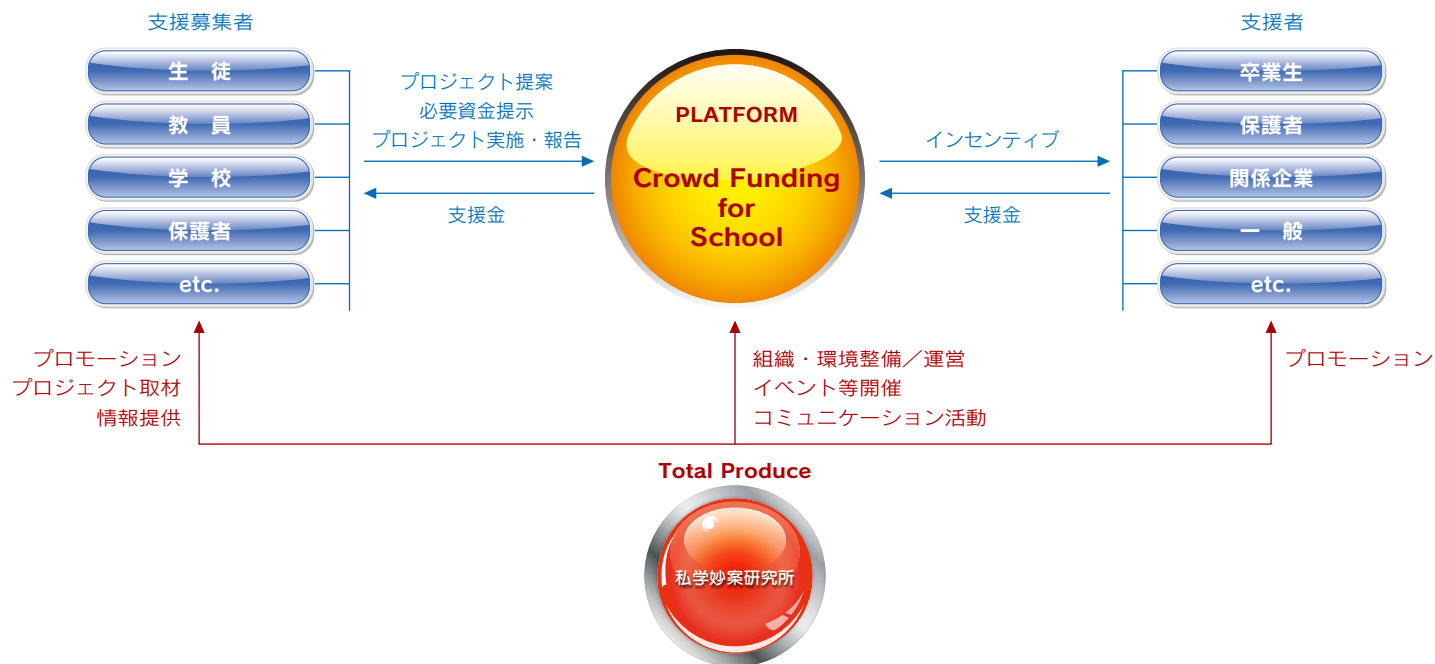 支援募集者
生　徒
教　員
学　校
保護者
etc.
プロジェクト提案
必要資金提示
プロジェクト実施・報告
支援金
PLATFORM
Crowd Funding
for
School
インセンティブ
支援金
支援者
卒業生
保護者
関係企業
一　般
etc.
プロモーション
プロジェクト取材
情報提供
組織・環境整備／運営
イベント等開催
コミュニケーション活動
プロモーション
Total Produce
私学妙案研究所